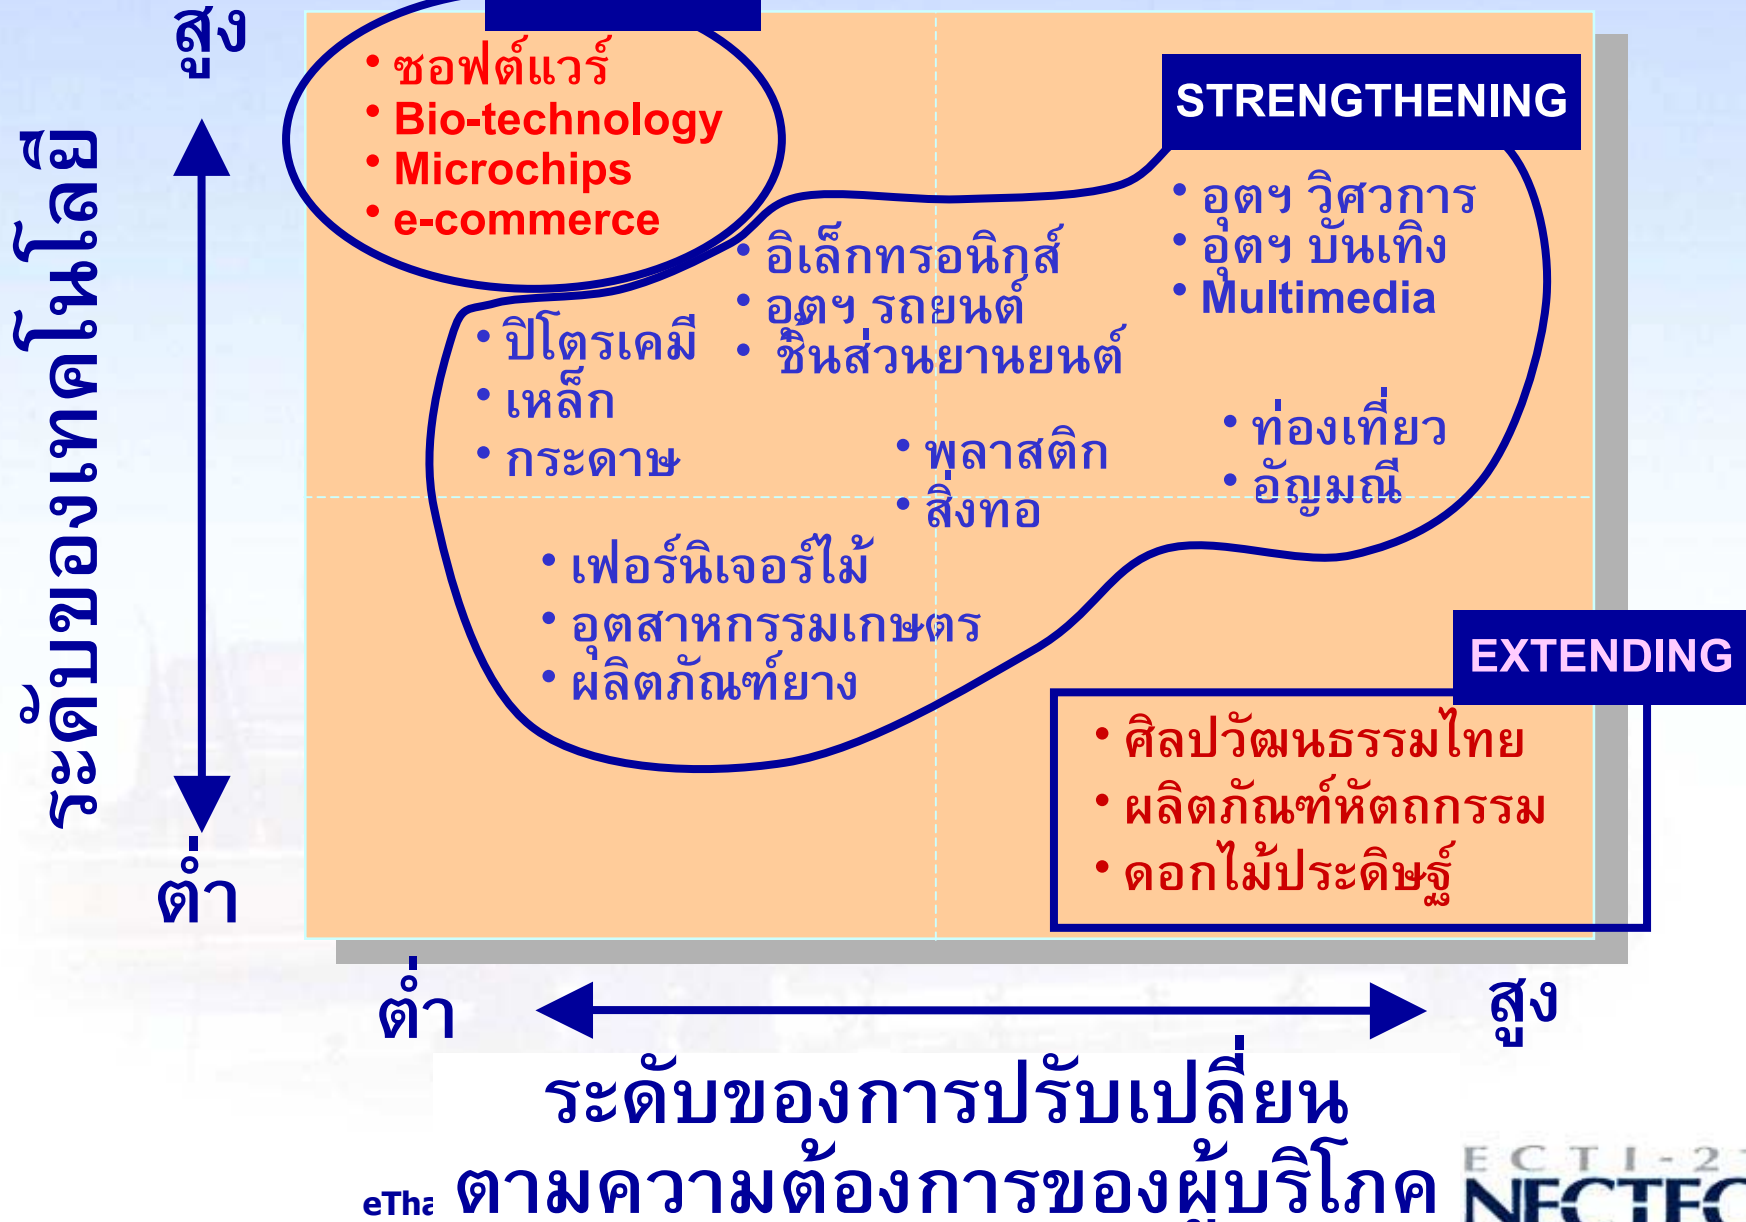 สูง
ระดับของเทคโนโลยี
ต่ำ
• ซอฟต์แวร์
• Bio-technology
• Microchips
• e-commerce
STRENGTHENING
• อุตฯ วิศวการ
• อุตฯ บันเทิง
• Multimedia
• อิเล็กทรอนิกส์
• อุตฯ รถยนต์
• ชิ้นส่วนยานยนต์
• ปิโตรเคมี
• เหล็ก
• กระดาษ
• พลาสติก
• สิ่งทอ
• ท่องเที่ยว
• อัญมณี
• เฟอร์นิเจอร์ไม้
• อุตสาหกรรมเกษตร
• ผลิตภัณฑ์ยาง
EXTENDING
• ศิลปวัฒนธรรมไทย
• ผลิตภัณฑ์หัตถกรรม
• ดอกไม้ประดิษฐ์
ต่ำ
สูง
ระดับของการปรับเปลี่ยน
ตามความต้องการของผู้บริโภค
eTha
ECTI-2
NECTEC